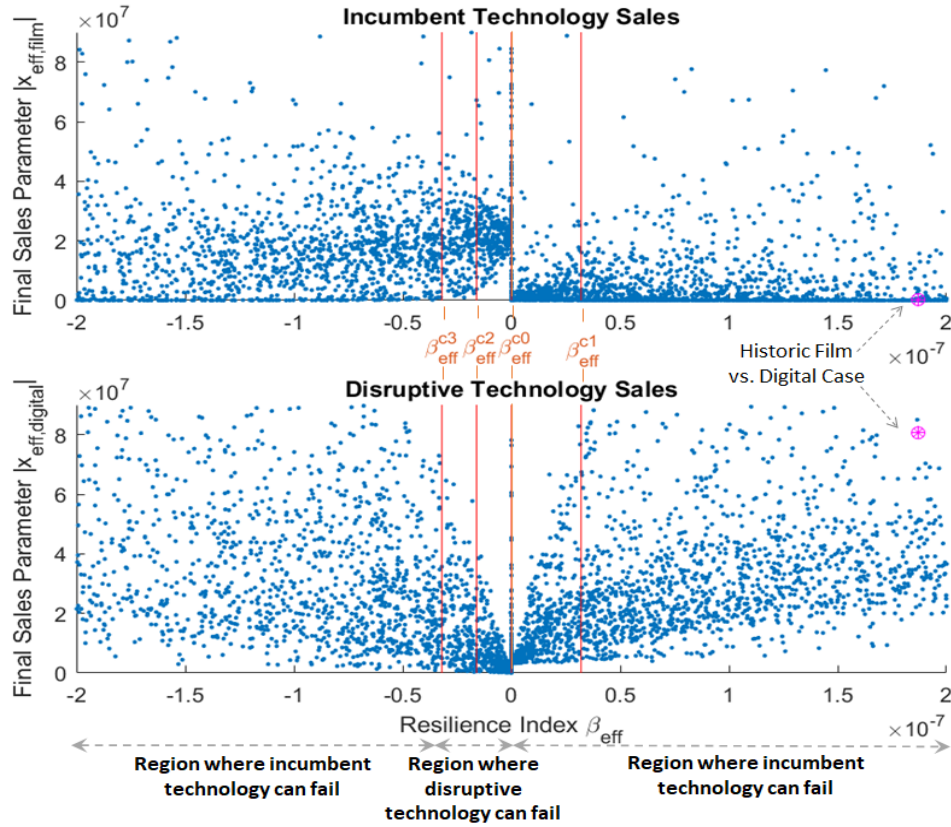 Incumbent Technology Sales
×10⁷
Final Sales Parameter |x_eff,film|
8
6
4
2
0
-2 -1.5 -1 -0.5 0 0.5 1 1.5 2
×10⁻⁷
β_eff^c3 β_eff^c2 β_eff^c0 β_eff^c1
Historic Film
vs. Digital Case
Disruptive Technology Sales
×10⁷
Final Sales Parameter |x_eff,digital|
8
6
4
2
0
-2 -1.5 -1 -0.5 0 0.5 1 1.5 2
Resilience Index β_eff
×10⁻⁷
Region where incumbent
technology can fail
Region where
disruptive
technology can fail
Region where incumbent
technology can fail